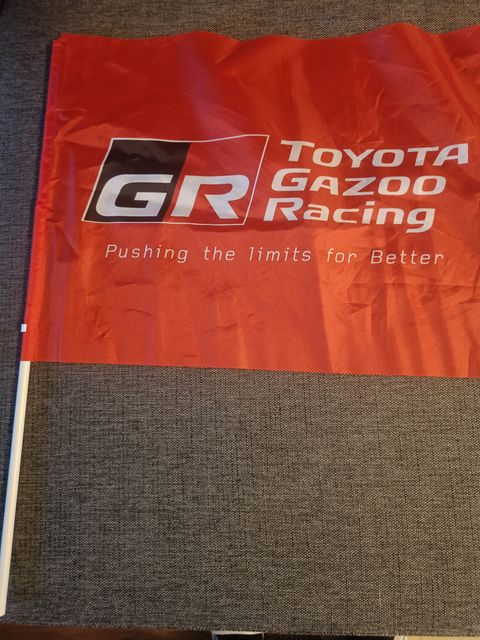 GR
TOYOTA
GAZOO
Racing
Pushing the limits for Better